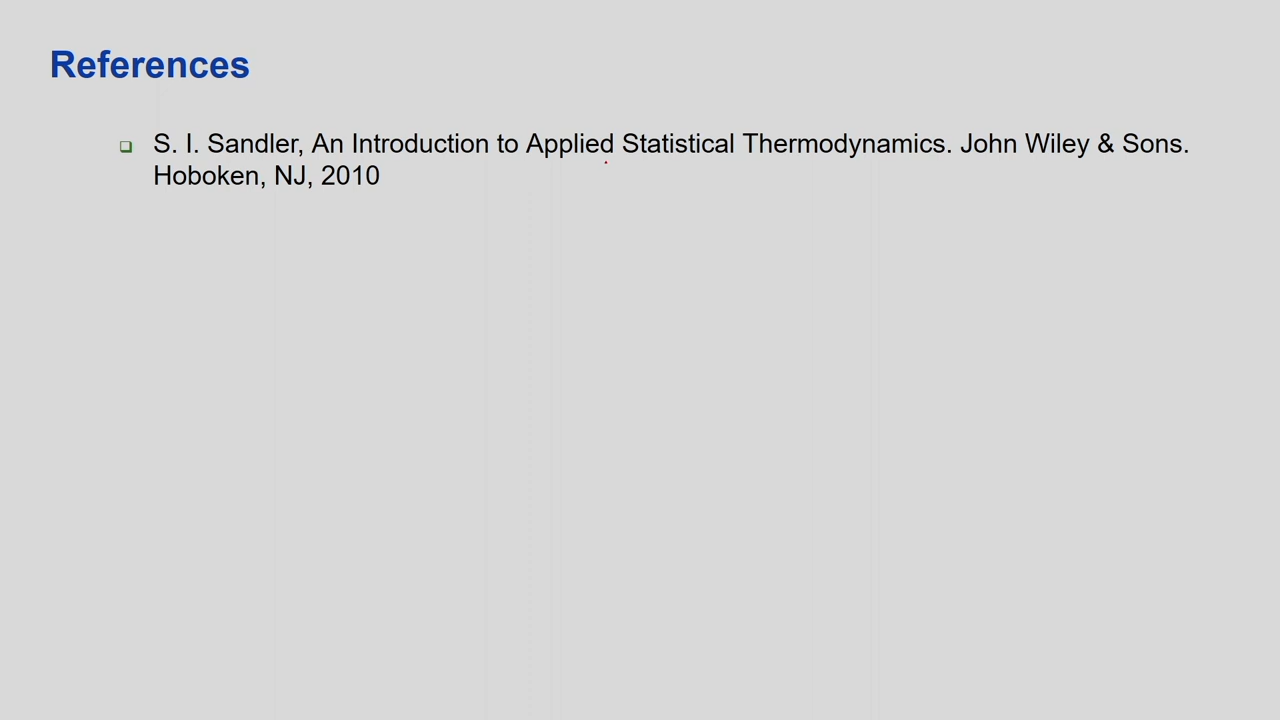 References
S. I. Sandler, An Introduction to Applied Statistical Thermodynamics. John Wiley & Sons.
Hoboken, NJ, 2010